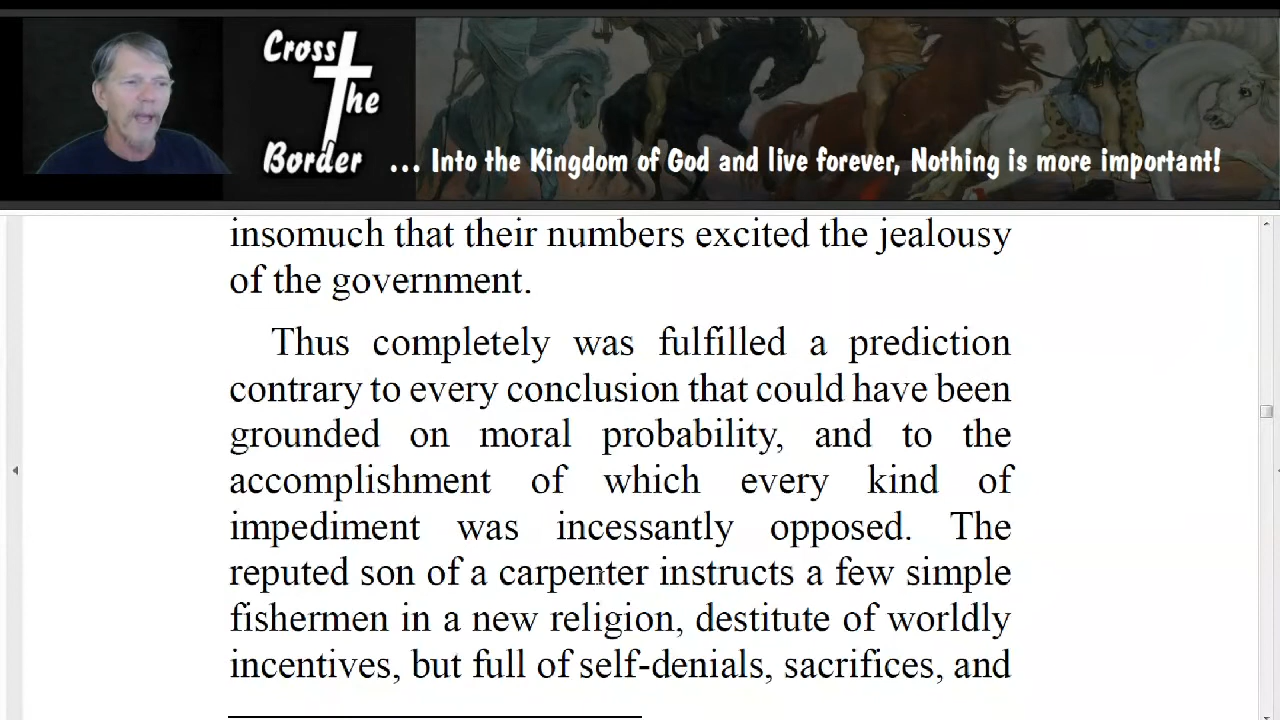 Cross
The
Border
... Into the Kingdom of God and live forever, Nothing is more important!
insomuch that their numbers excited the jealousy
of the government.
Thus completely was fulfilled a prediction
contrary to every conclusion that could have been
grounded on moral probability, and to the
accomplishment of which every kind of
impediment was incessantly opposed. The
reputed son of a carpenter instructs a few simple
fishermen in a new religion, destitute of worldly
incentives, but full of self-denials, sacrifices, and